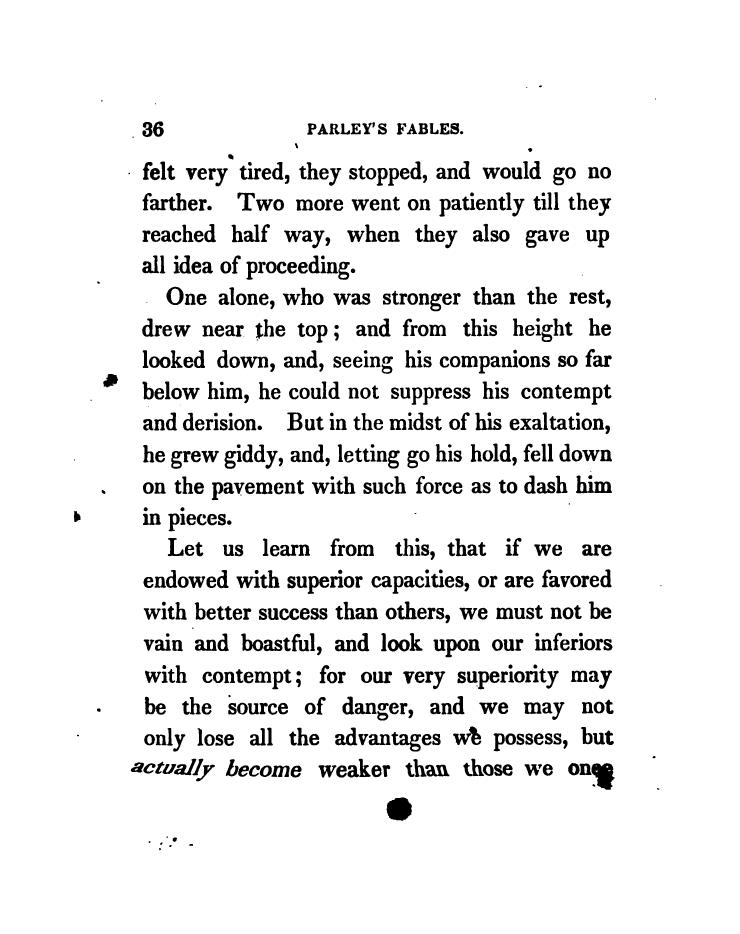 36 PARLEY'S FABLES.
felt very tired, they stopped, and would go no
farther. Two more went on patiently till they
reached half way, when they also gave up
all idea of proceeding.
One alone, who was stronger than the rest,
drew near the top; and from this height he
looked down, and, seeing his companions so far
below him, he could not suppress his contempt
and derision. But in the midst of his exaltation,
he grew giddy, and, letting go his hold, fell down
on the pavement with such force as to dash him
in pieces.
Let us learn from this, that if we are
endowed with superior capacities, or are favored
with better success than others, we must not be
vain and boastful, and look upon our inferiors
with contempt; for our very superiority may
be the source of danger, and we may not
only lose all the advantages we possess, but
actually become weaker than those we once